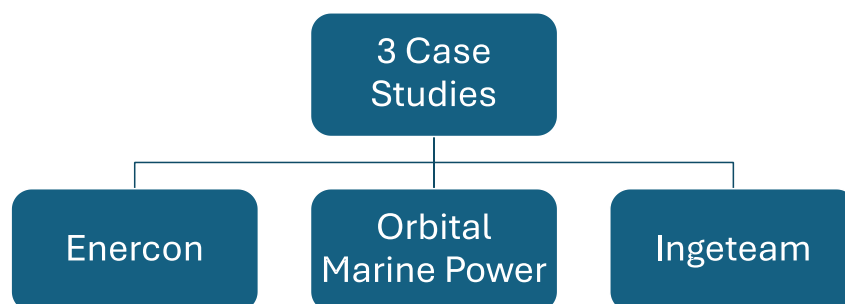 3 Case
Studies
Enercon
Orbital
Marine Power
Ingeteam